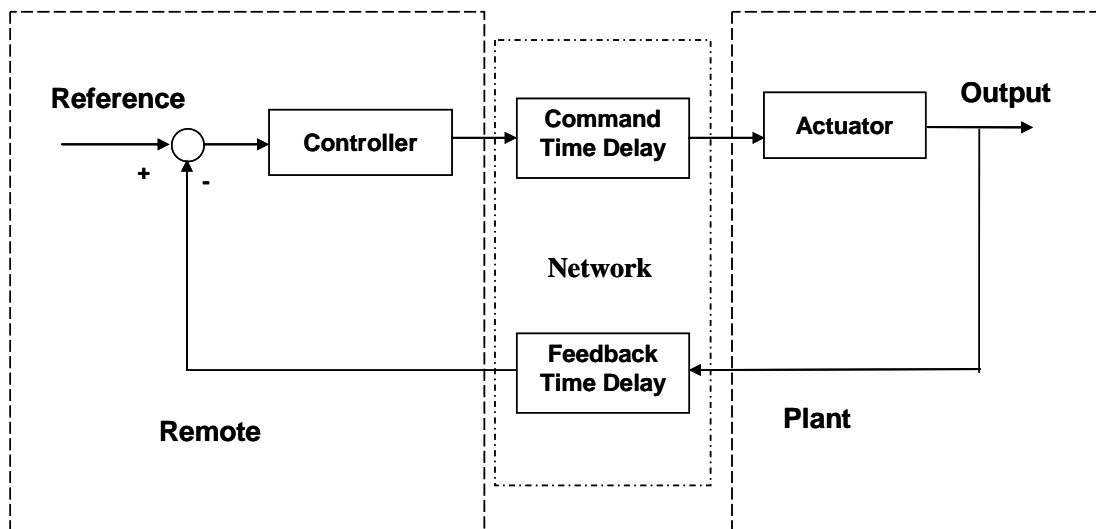 Reference
Output
Controller
Command
Time Delay
Actuator
+
-
Network
Feedback
Time Delay
Remote
Plant